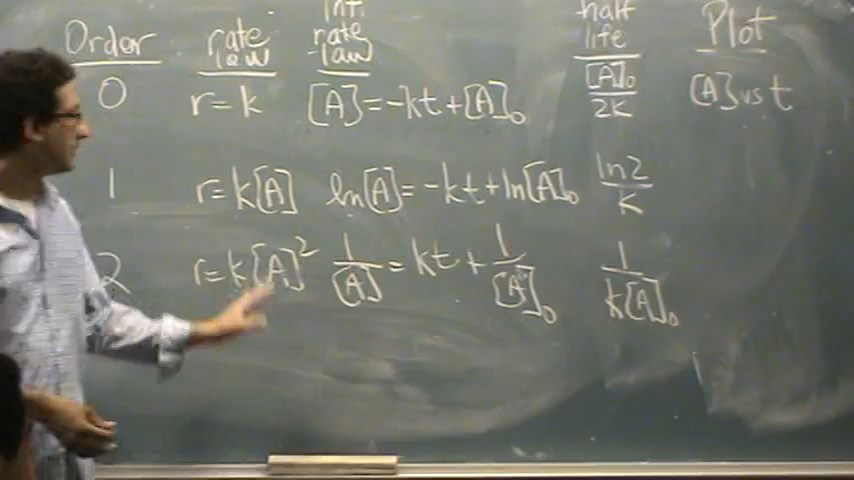 Order rate law Int. rate law half life Plot
0 r=k [A]=-kt+[A]₀ [A]₀/2k [A] vs t
1 r=k[A] ln[A]=-kt+ln[A]₀ ln2/k
2 r=k[A]² 1/[A]=kt+1/[A]₀ 1/k[A]₀